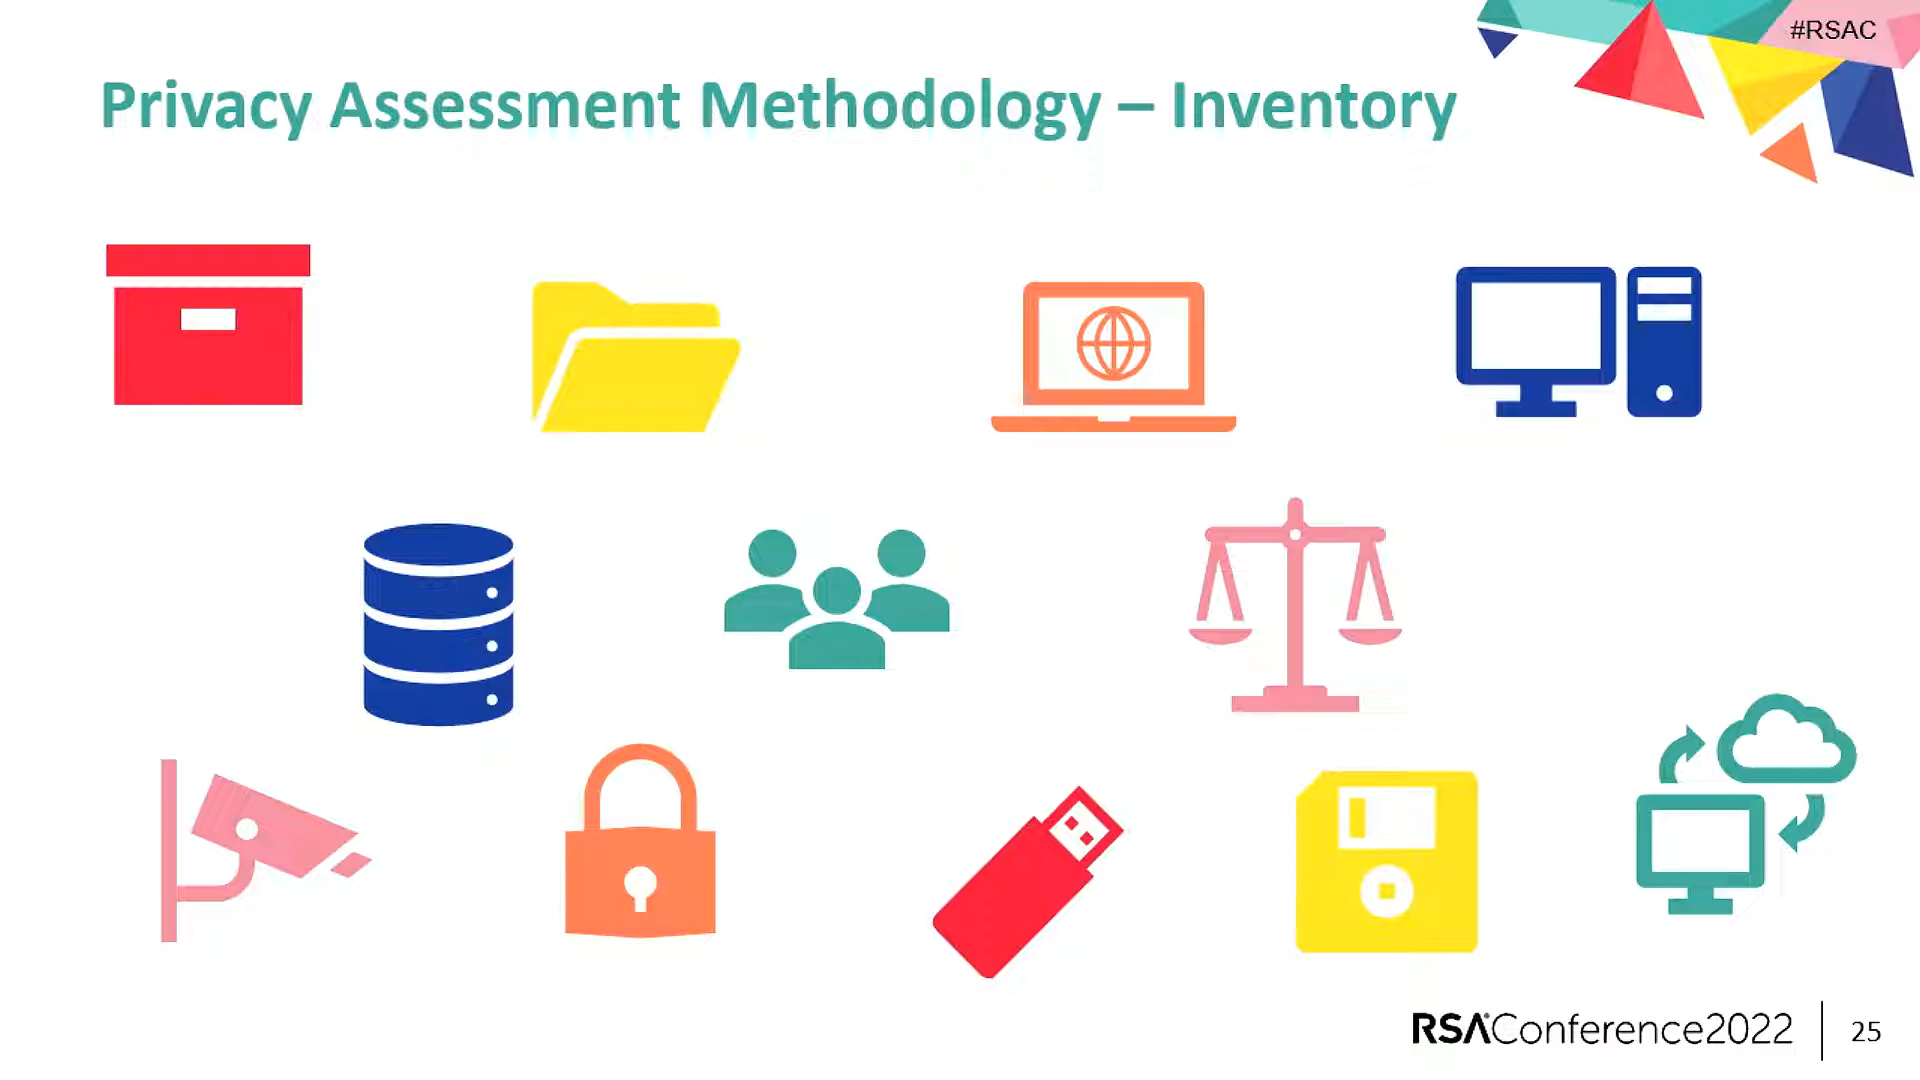 #RSAC
Privacy Assessment Methodology – Inventory
RSAConference2022
25